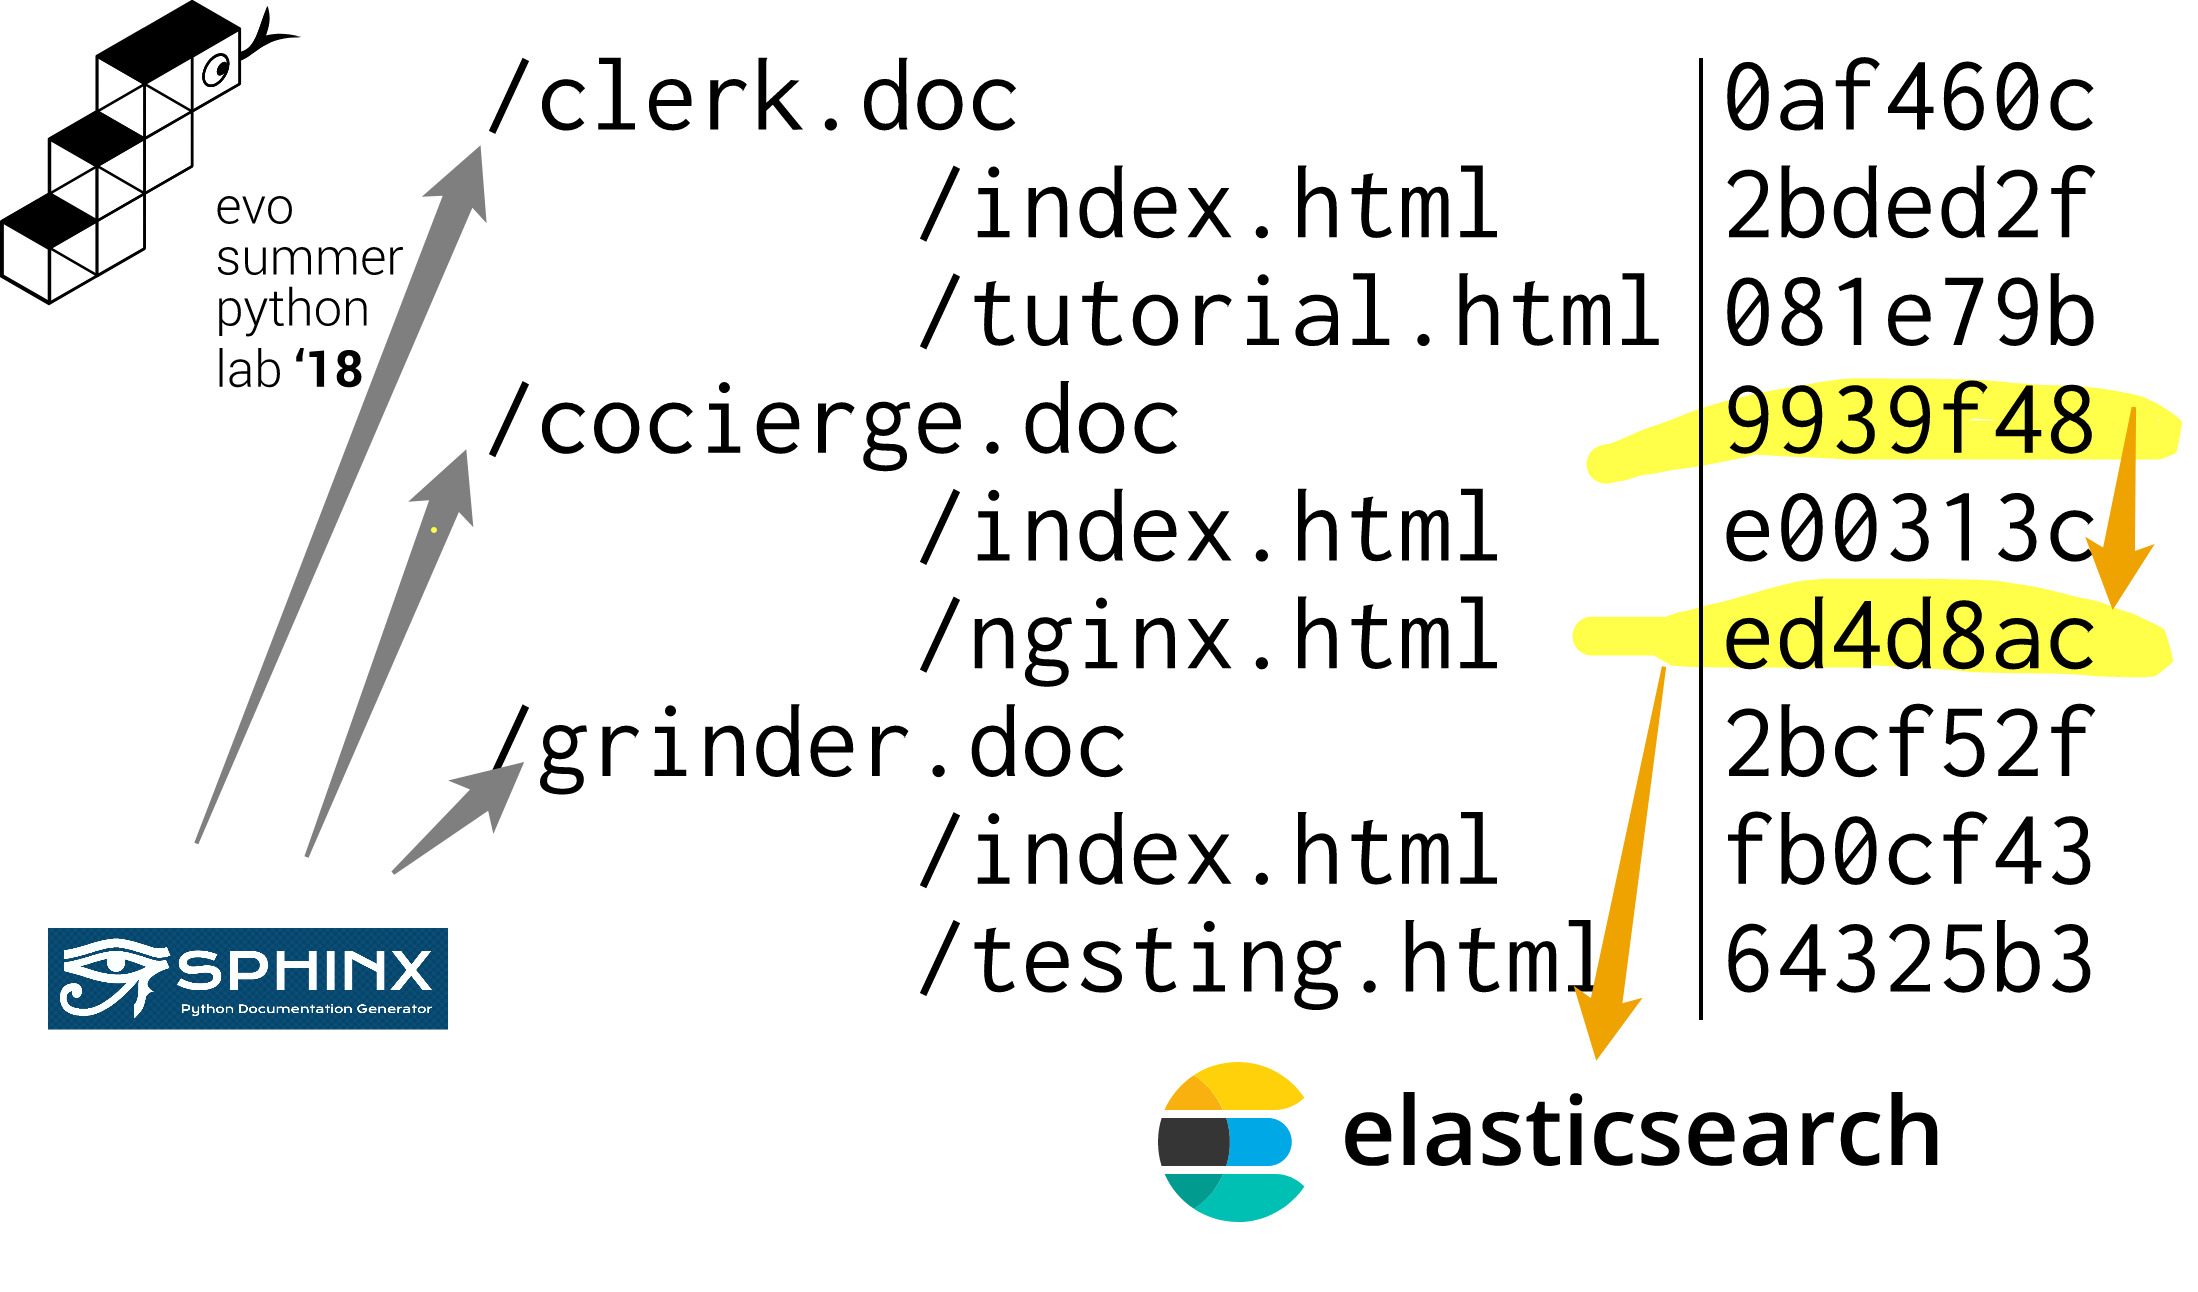 evo
summer
python
lab ‘18
/clerk.doc 0af460c
/index.html 2bded2f
/tutorial.html 081e79b
/cocierge.doc 9939f48
/index.html e00313c
/nginx.html ed4d8ac
/grinder.doc 2bcf52f
/index.html fb0cf43
/testing.html 64325b3
SPHINX
Python Documentation Generator
elasticsearch